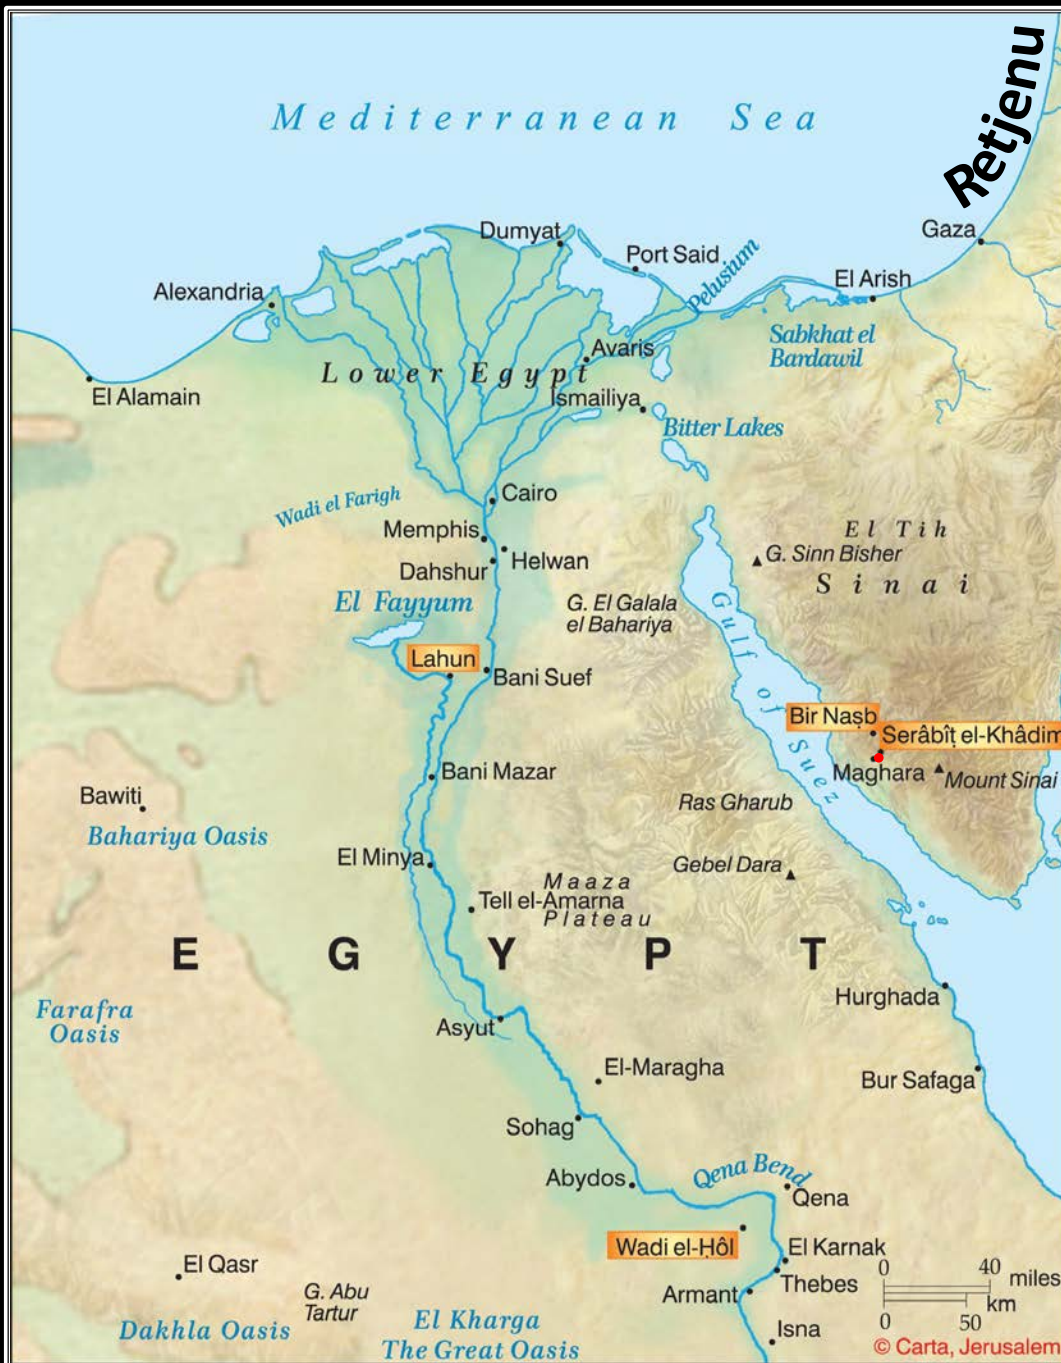 Retjenu
Mediterranean Sea
Dumyat
Gaza
Port Said
Pelusium
El Arish
Alexandria
Sabkhat el
Bardawil
Avaris
Lower Egypt
El Alamain
Ismailiya
Bitter Lakes
Wadi el Farigh
Cairo
Memphis
El Tih
G. Sinn Bisher
Helwan
Dahshur
Sinai
El Fayyum
G. El Galala
el Bahariya
Gulf of Suez
Lahun
Bani Suef
Bir Naṣb
Serâbîṭ el-Khâdim
Maghara
Mount Sinai
Bani Mazar
Bawiti
Ras Gharub
Bahariya Oasis
El Minya
Gebel Dara
Maaza
Plateau
Tell el-Amarna
EGYPT
Farafra
Oasis
Hurghada
Asyut
El-Maragha
Bur Safaga
Sohag
Abydos
Qena Bend
Qena
Wadi el-Ḥôl
El Karnak
El Qasr
Thebes
0 40 miles
km
0 50
G. Abu
Tartur
Armant
Dakhla Oasis
El Kharga
The Great Oasis
Isna
© Carta, Jerusalem